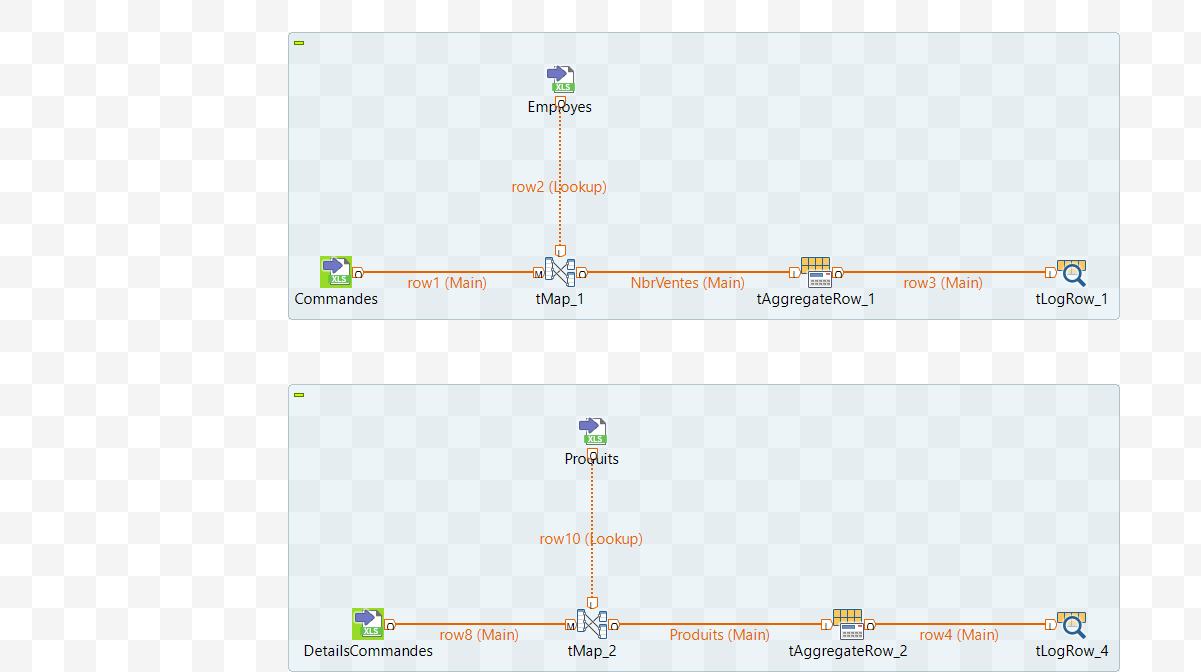 XLS
Employes
row2 (Lookup)
XLS
row1 (Main)
NbrVentes (Main)
row3 (Main)
Commandes
tMap_1
tAggregateRow_1
tLogRow_1
XLS
Produits
row10 (Lookup)
XLS
row8 (Main)
Produits (Main)
row4 (Main)
DetailsCommandes
tMap_2
tAggregateRow_2
tLogRow_4